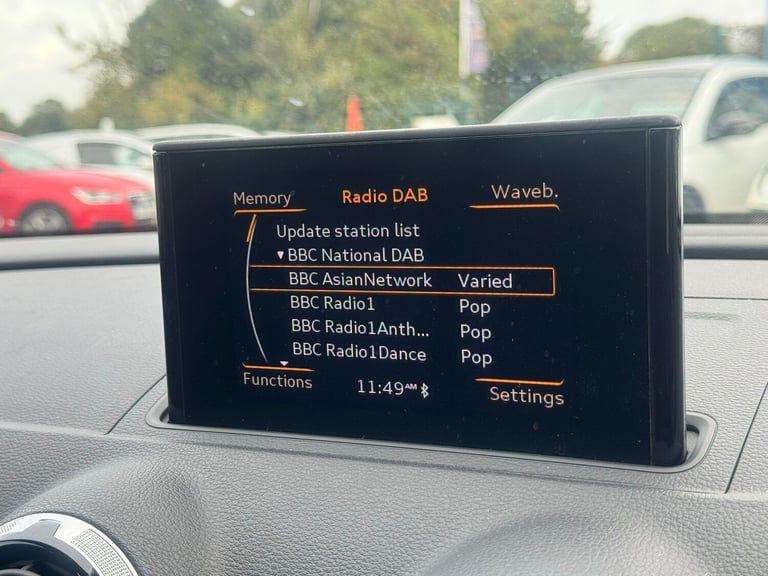 Memory Radio DAB Waveb.
Update station list
▼ BBC National DAB
BBC AsianNetwork Varied
BBC Radio1 Pop
BBC Radio1Anth... Pop
BBC Radio1Dance Pop
Functions 11:49AM Settings